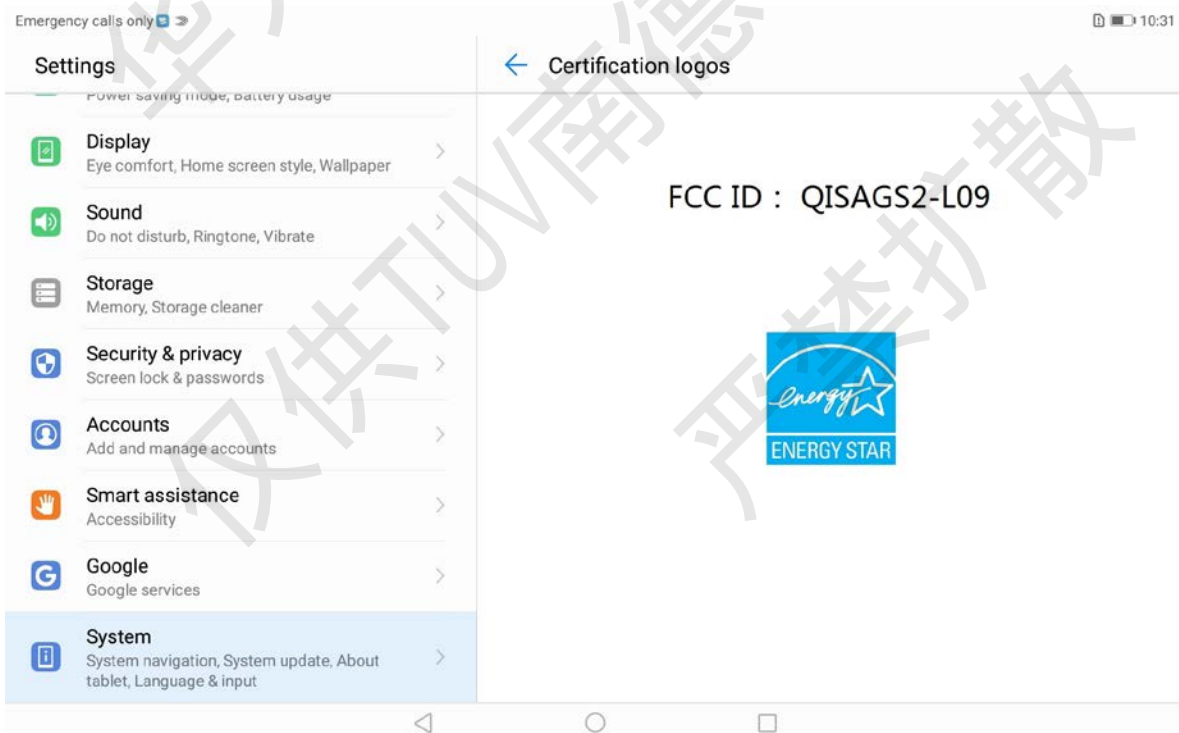 Emergency calls only
10:31
Settings
Certification logos
Power saving mode, Battery usage
Display
Eye comfort, Home screen style, Wallpaper
Sound
Do not disturb, Ringtone, Vibrate
Storage
Memory, Storage cleaner
Security & privacy
Screen lock & passwords
Accounts
Add and manage accounts
Smart assistance
Accessibility
Google
Google services
System
System navigation, System update, About
tablet, Language & input
FCC ID： QISAGS2-L09
energy
ENERGY STAR
华为
仅供TUV南德
严禁扩散